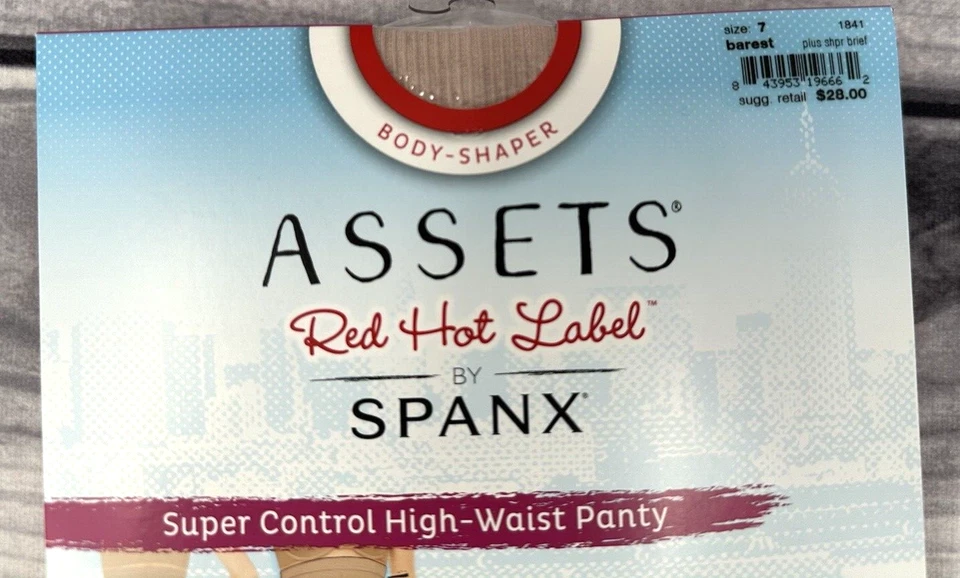 size: 7 1841
barest plus shpr brief
8 43953 19666 2
sugg. retail $28.00
BODY-SHAPER
ASSETS®
Red Hot Label™
BY
SPANX®
Super Control High-Waist Panty